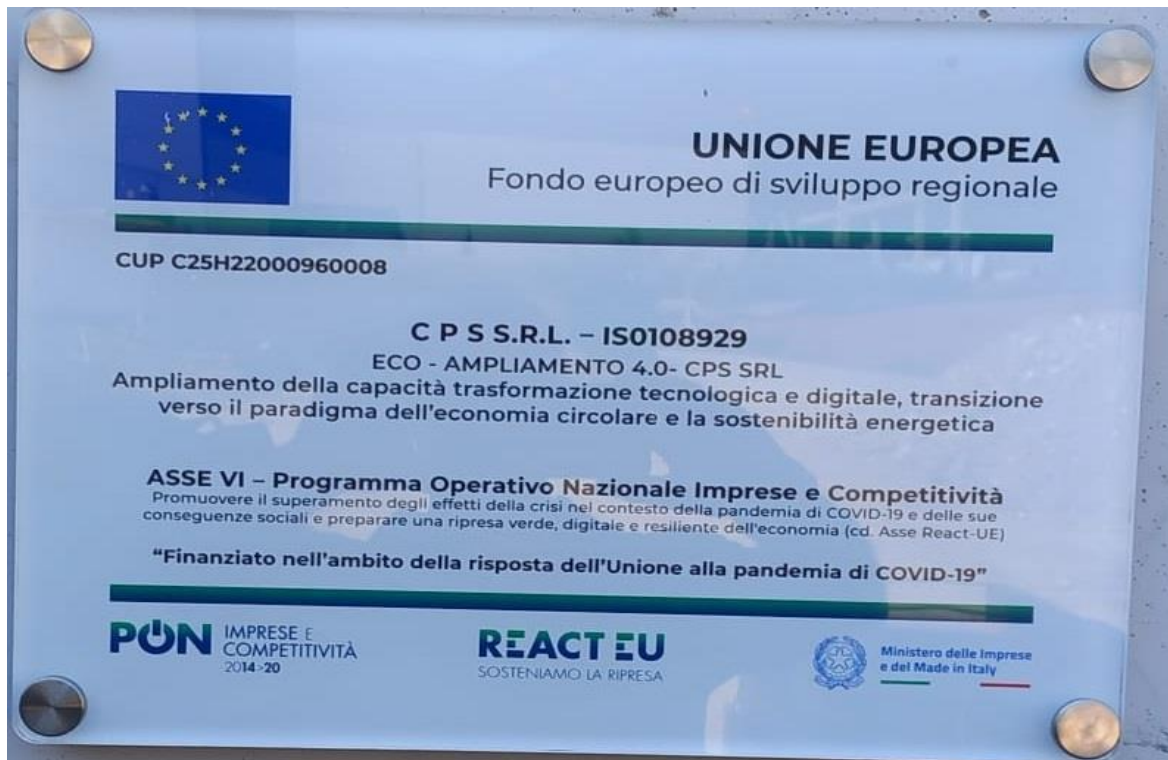 UNIONE EUROPEA
Fondo europeo di sviluppo regionale
CUP C25H22000960008
C P S S.R.L. – IS0108929
ECO - AMPLIAMENTO 4.0- CPS SRL
Ampliamento della capacità trasformazione tecnologica e digitale, transizione
verso il paradigma dell'economia circolare e la sostenibilità energetica
ASSE VI – Programma Operativo Nazionale Imprese e Competitività
Promuovere il superamento degli effetti della crisi nel contesto della pandemia di COVID-19 e delle sue
conseguenze sociali e preparare una ripresa verde, digitale e resiliente dell'economia (cd. Asse React-UE)
"Finanziato nell'ambito della risposta dell'Unione alla pandemia di COVID-19"
PON IMPRESE E
COMPETITIVITÀ
2014>20
REACT EU
SOSTENIAMO LA RIPRESA
Ministero delle Imprese
e del Made in Italy